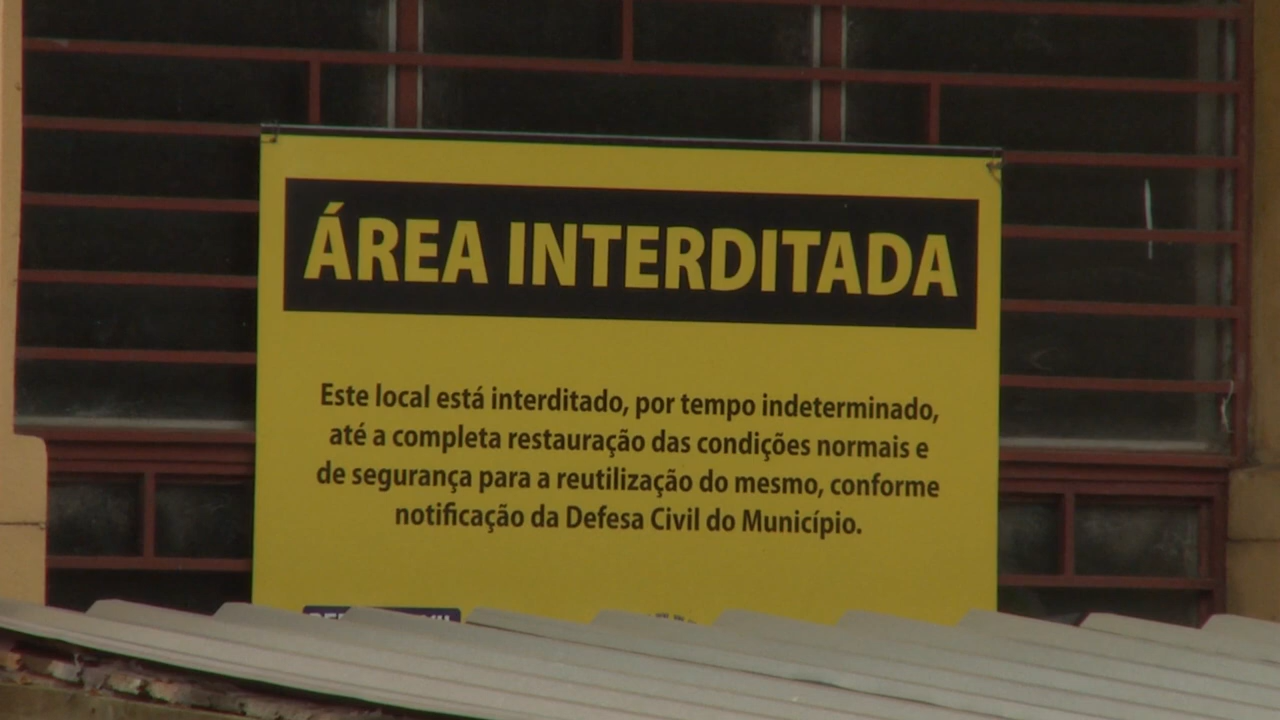 ÁREA INTERDITADA
Este local está interditado, por tempo indeterminado,
até a completa restauração das condições normais e
de segurança para a reutilização do mesmo, conforme
notificação da Defesa Civil do Município.